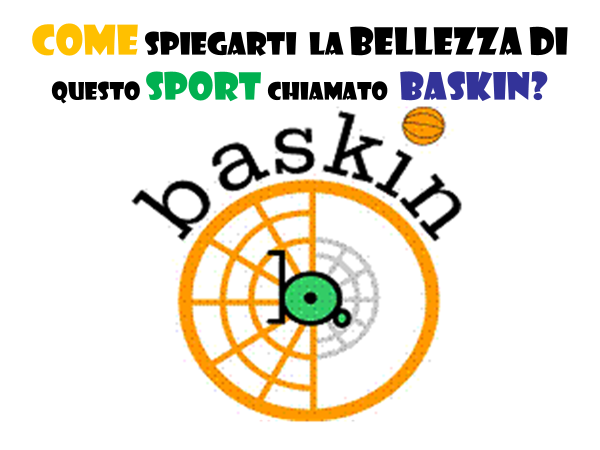 COME SPIEGARTI LA BELLEZZA DI
QUESTO SPORT CHIAMATO BASKIN?
baskin
b